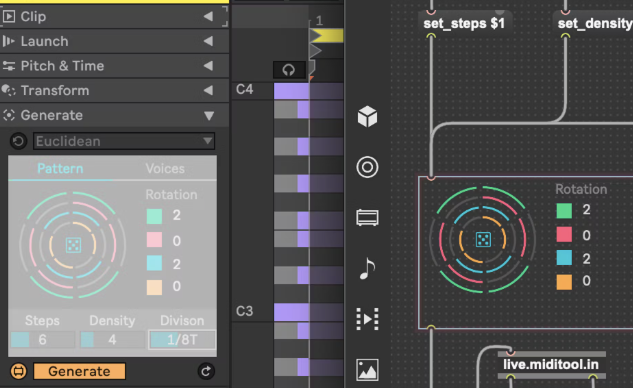 Clip
Launch
Pitch & Time
Transform
Generate
Euclidean
Pattern Voices
Rotation
2
0
2
0
Steps Density Divison
6 4 1/8T
Generate
1
C4
C3
set_steps $1
set_density
Rotation
2
0
2
0
live.miditool.in